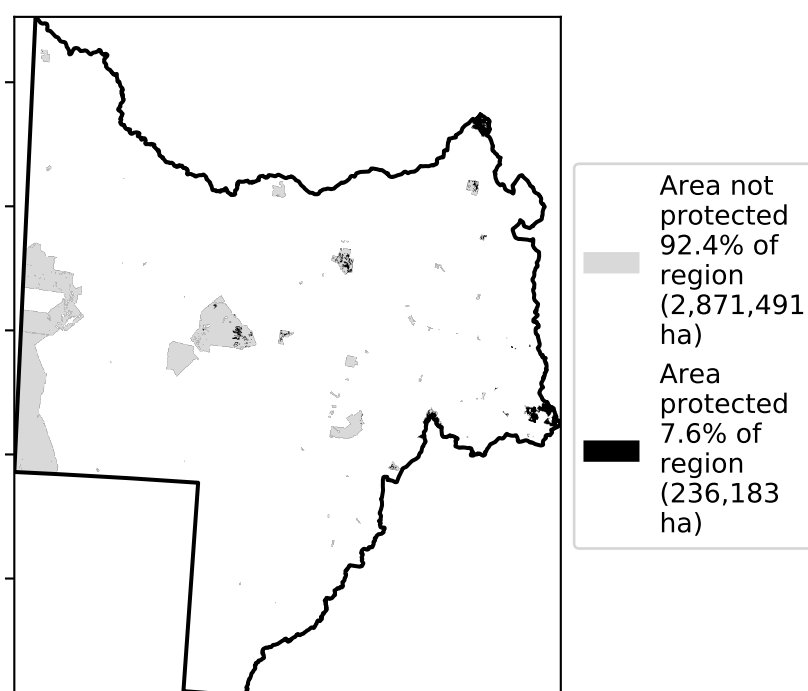 Area not
protected
92.4% of
region
(2,871,491
ha)
Area
protected
7.6% of
region
(236,183
ha)